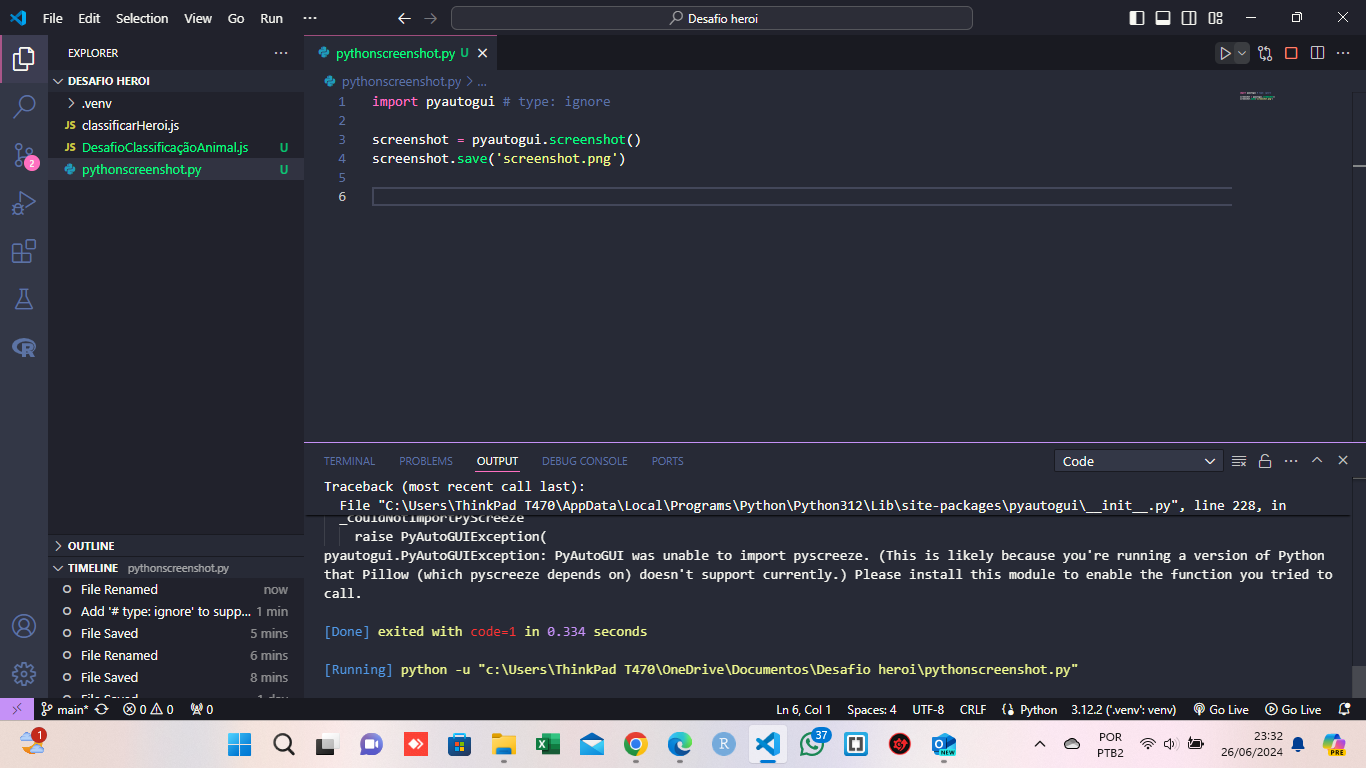 File Edit Selection View Go Run ··· Desafio heroi
EXPLORER ···
DESAFIO HEROI
.venv
JS classificarHeroi.js
JS DesafioClassificaçãoAnimal.js U
pythonscreenshot.py U
2
OUTLINE
TIMELINE pythonscreenshot.py
File Renamed now
Add '# type: ignore' to supp... 1 min
File Saved 5 mins
File Renamed 6 mins
File Saved 8 mins
pythonscreenshot.py U
pythonscreenshot.py > ...
1 import pyautogui # type: ignore
2
3 screenshot = pyautogui.screenshot()
4 screenshot.save('screenshot.png')
5
6
TERMINAL PROBLEMS OUTPUT DEBUG CONSOLE PORTS Code
Traceback (most recent call last):
File "C:\Users\ThinkPad T470\AppData\Local\Programs\Python\Python312\Lib\site-packages\pyautogui\__init__.py", line 228, in
_couldNotImportPyScreeze
raise PyAutoGUIException(
pyautogui.PyAutoGUIException: PyAutoGUI was unable to import pyscreeze. (This is likely because you're running a version of Python
that Pillow (which pyscreeze depends on) doesn't support currently.) Please install this module to enable the function you tried to
call.
[Done] exited with code=1 in 0.334 seconds
[Running] python -u "c:\Users\ThinkPad T470\OneDrive\Documentos\Desafio heroi\pythonscreenshot.py"
main* 0 0 0 Ln 6, Col 1 Spaces: 4 UTF-8 CRLF Python 3.12.2 ('.venv': venv) Go Live Go Live
1 37 NEW POR 23:32 PRE
PTB2 26/06/2024